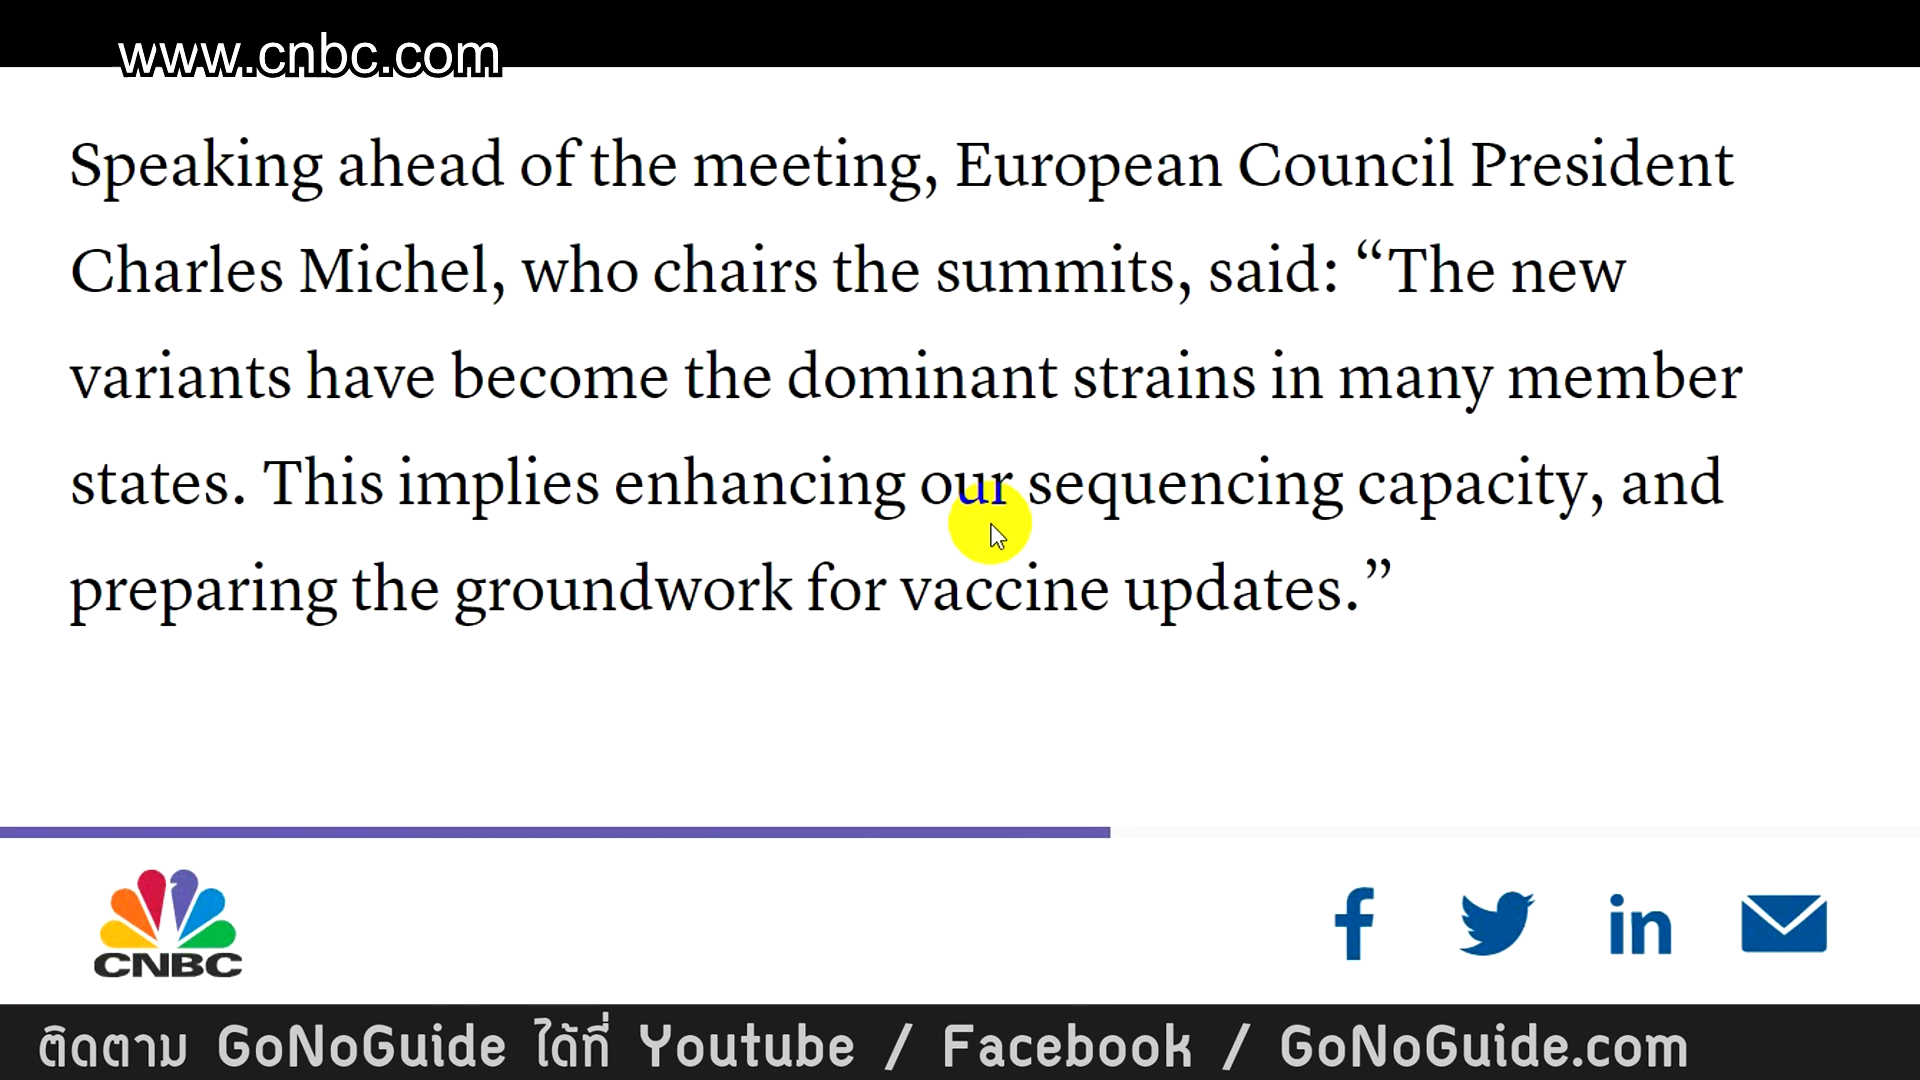 www.cnbc.com
Speaking ahead of the meeting, European Council President
Charles Michel, who chairs the summits, said: “The new
variants have become the dominant strains in many member
states. This implies enhancing our sequencing capacity, and
preparing the groundwork for vaccine updates.”
CNBC
ติดตาม GoNoGuide ได้ที่ Youtube / Facebook / GoNoGuide.com